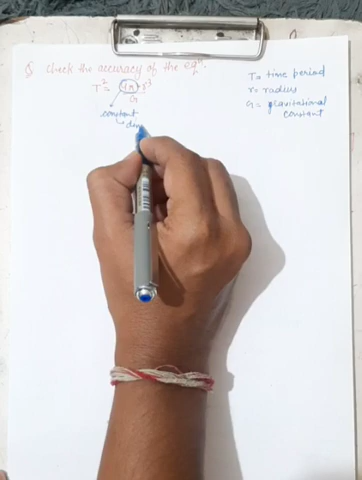 Q Check the accuracy of the eqn.
T² = 4π r³
G
constant
T = time period
r = radius
G = gravitational
constant